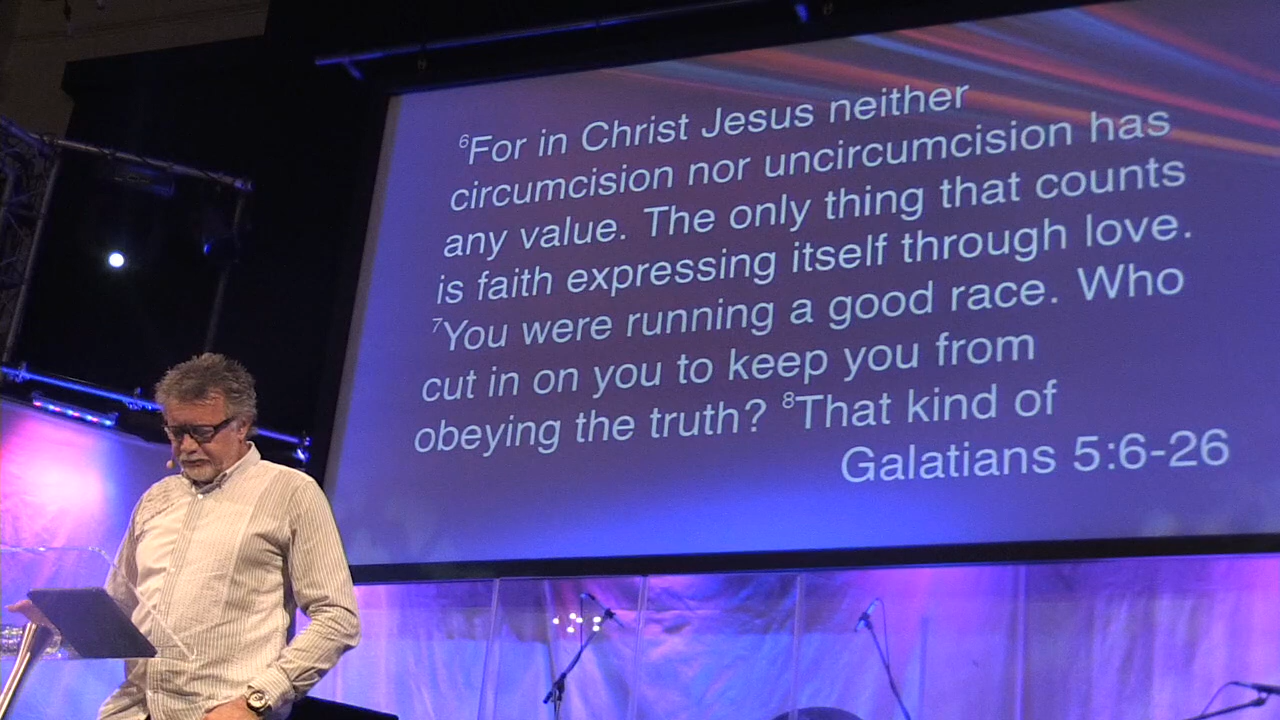 ⁶For in Christ Jesus neither
circumcision nor uncircumcision has
any value. The only thing that counts
is faith expressing itself through love.
⁷You were running a good race. Who
cut in on you to keep you from
obeying the truth? ⁸That kind of
Galatians 5:6-26